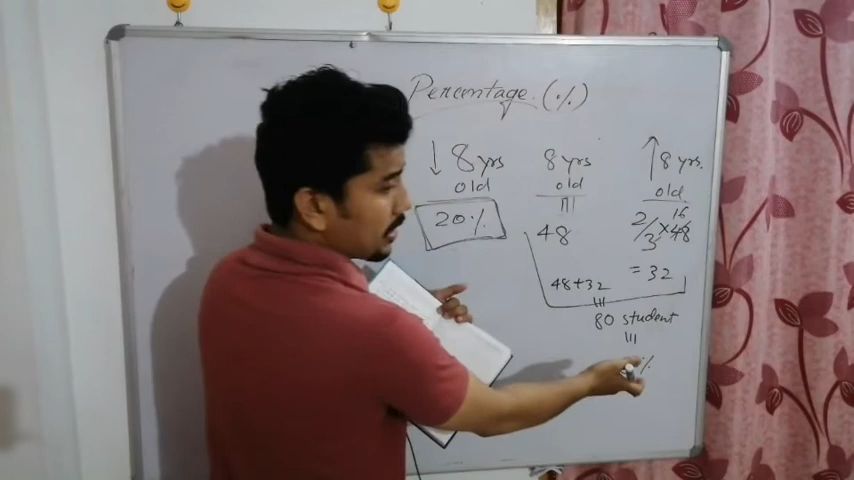 Percentage. (%)
↓ 8 yrs old
20%
8 yrs old
|||
48
↑ 8 yrs. old
2/3 × 48 16
= 32
48+32
|||
80 student
|||
%